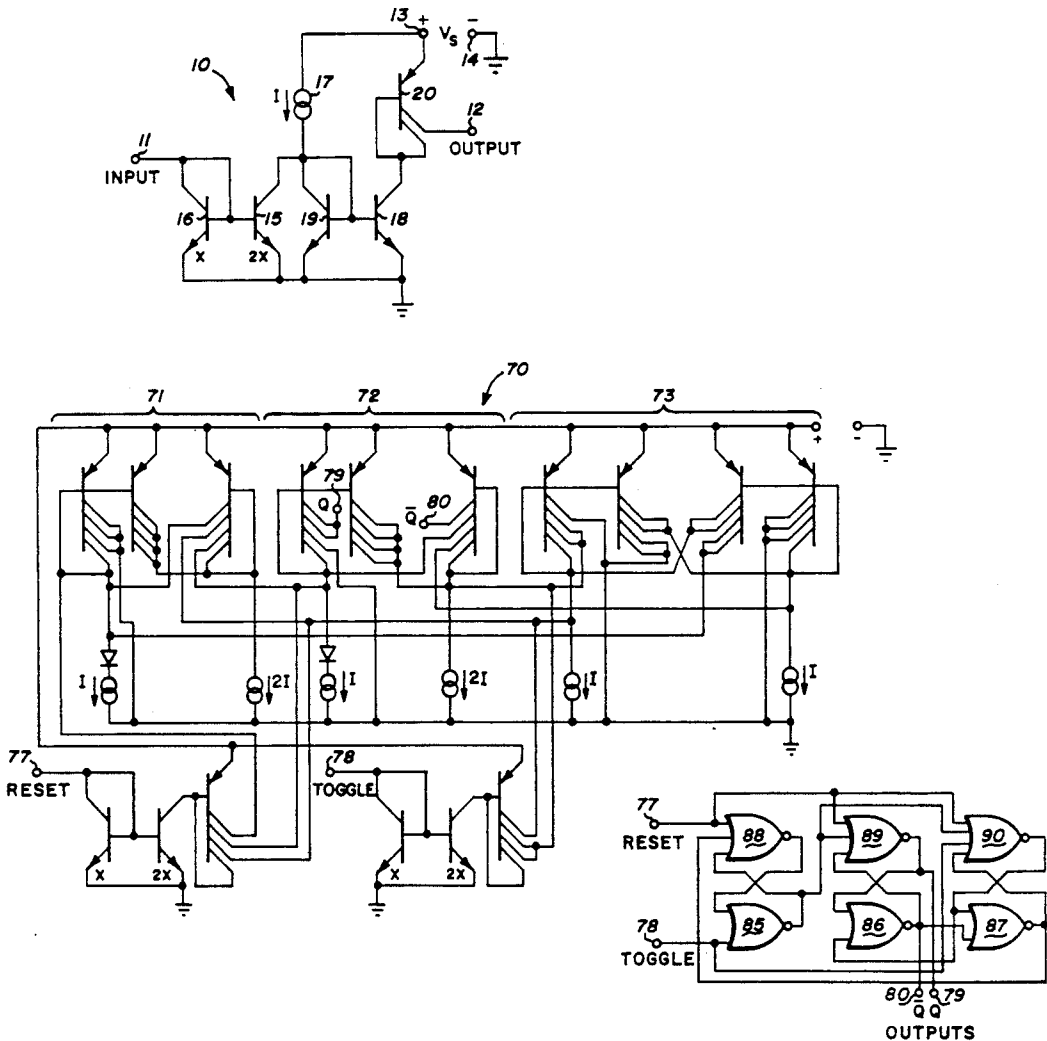 13 + Vs -
14
10
17
I
20
12
OUTPUT
11
INPUT
16 15 19 18
X 2X
70
71 72 73
+ -
79
Q
80
Q̅
I 2I I 2I I I
77
RESET
78
TOGGLE
X 2X X 2X
77
RESET
88 89 90
78
TOGGLE
85 86 87
80 79
Q̅ Q
OUTPUTS